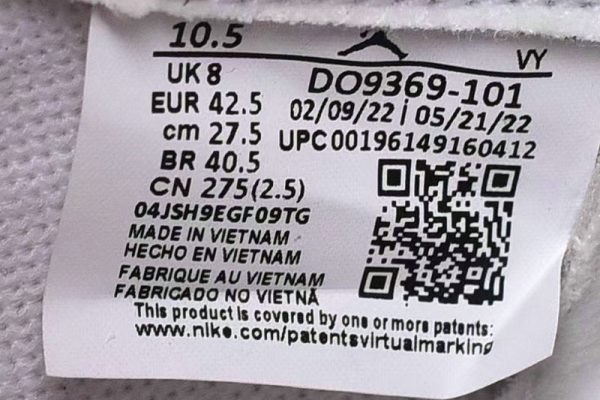 10.5
VY
UK 8
EUR 42.5
cm 27.5
BR 40.5
CN 275(2.5)
04JSH9EGF09TG
DO9369-101
02/09/22 | 05/21/22
UPC00196149160412
MADE IN VIETNAM
HECHO EN VIETNAM
FABRIQUE AU VIETNAM
FABRICADO NO VIETNÃ
This product is covered by one or more patents:
www.nike.com/patentsvirtualmarking